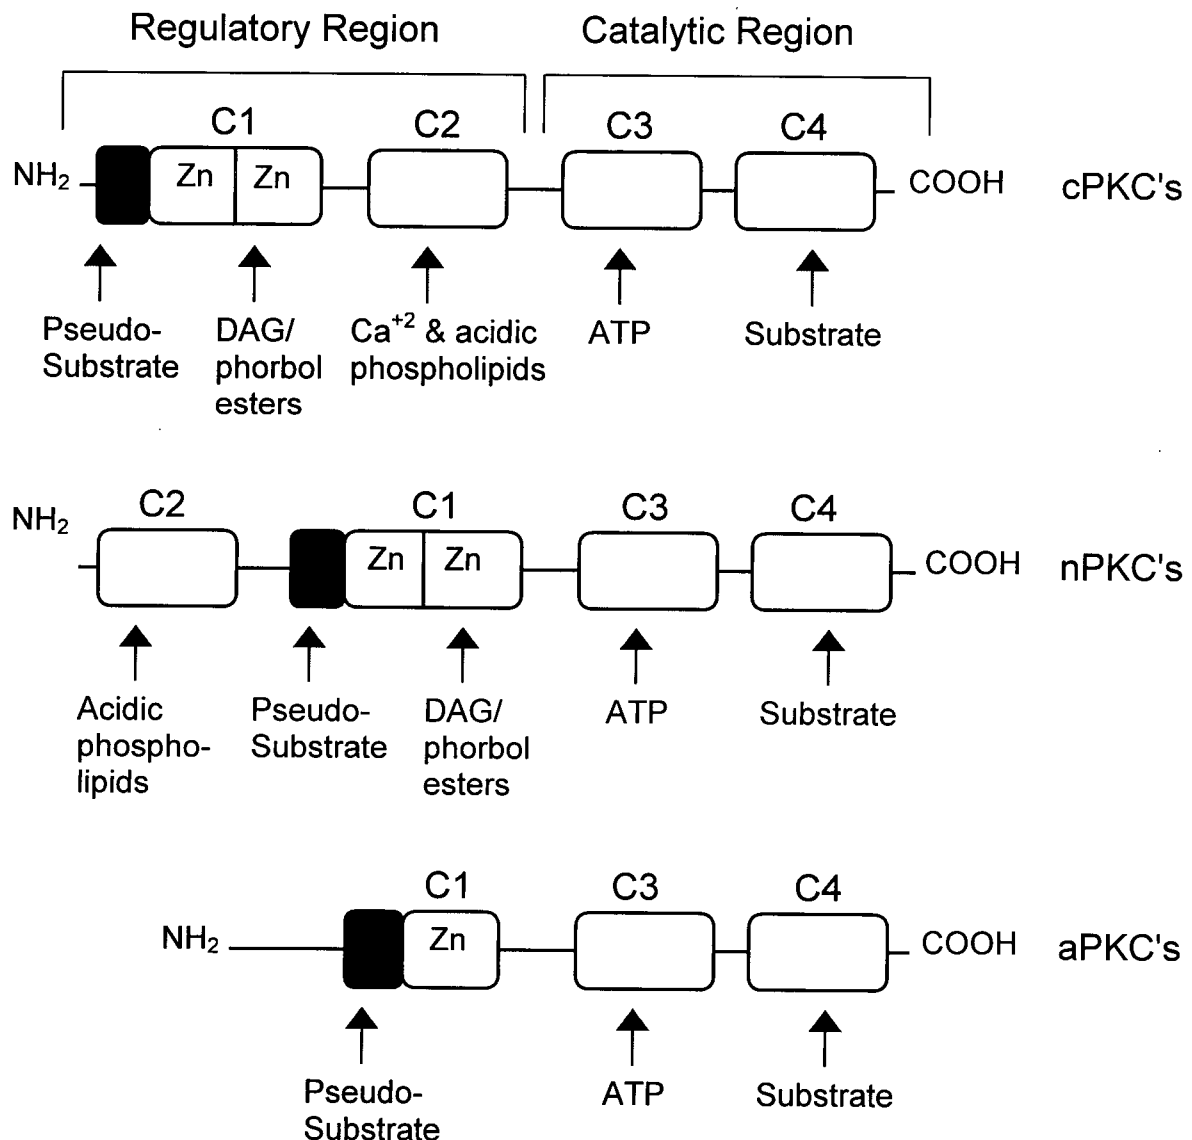 Regulatory Region
Catalytic Region
C1
C2
C3
C4
NH₂
Zn
Zn
COOH
cPKC's
Pseudo-
Substrate
DAG/
phorbol
esters
Ca⁺² & acidic
phospholipids
ATP
Substrate
NH₂
C2
C1
C3
C4
Zn
Zn
COOH
nPKC's
Acidic
phospho-
lipids
Pseudo-
Substrate
DAG/
phorbol
esters
ATP
Substrate
C1
C3
C4
NH₂
Zn
COOH
aPKC's
Pseudo-
Substrate
ATP
Substrate